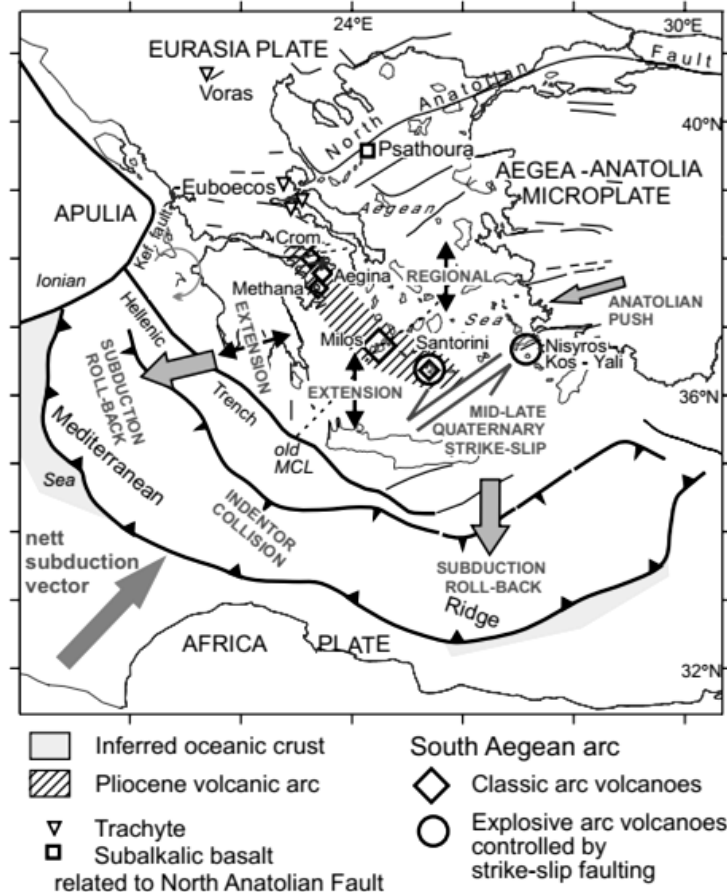 24°E
30°E
EURASIA PLATE
Voras
North Anatolian Fault
40°N
Psathoura
AEGEA - ANATOLIA
MICROPLATE
Euboecos
APULIA
Aegean
Sea
Kef. fault
Crom.
Aegina
Methana
REGIONAL
Ionian
Hellenic
Trench
EXTENSION
ANATOLIAN
PUSH
Milos
Santorini
Nisyros
Kos - Yali
EXTENSION
36°N
SUBDUCTION
ROLL-BACK
MID-LATE
QUATERNARY
STRIKE-SLIP
old
MCL
Mediterranean
Ridge
Sea
INDENTOR
COLLISION
nett
subduction
vector
SUBDUCTION
ROLL-BACK
AFRICA PLATE
32°N
Inferred oceanic crust
Pliocene volcanic arc
Trachyte
Subalkalic basalt
related to North Anatolian Fault
South Aegean arc
Classic arc volcanoes
Explosive arc volcanoes
controlled by
strike-slip faulting